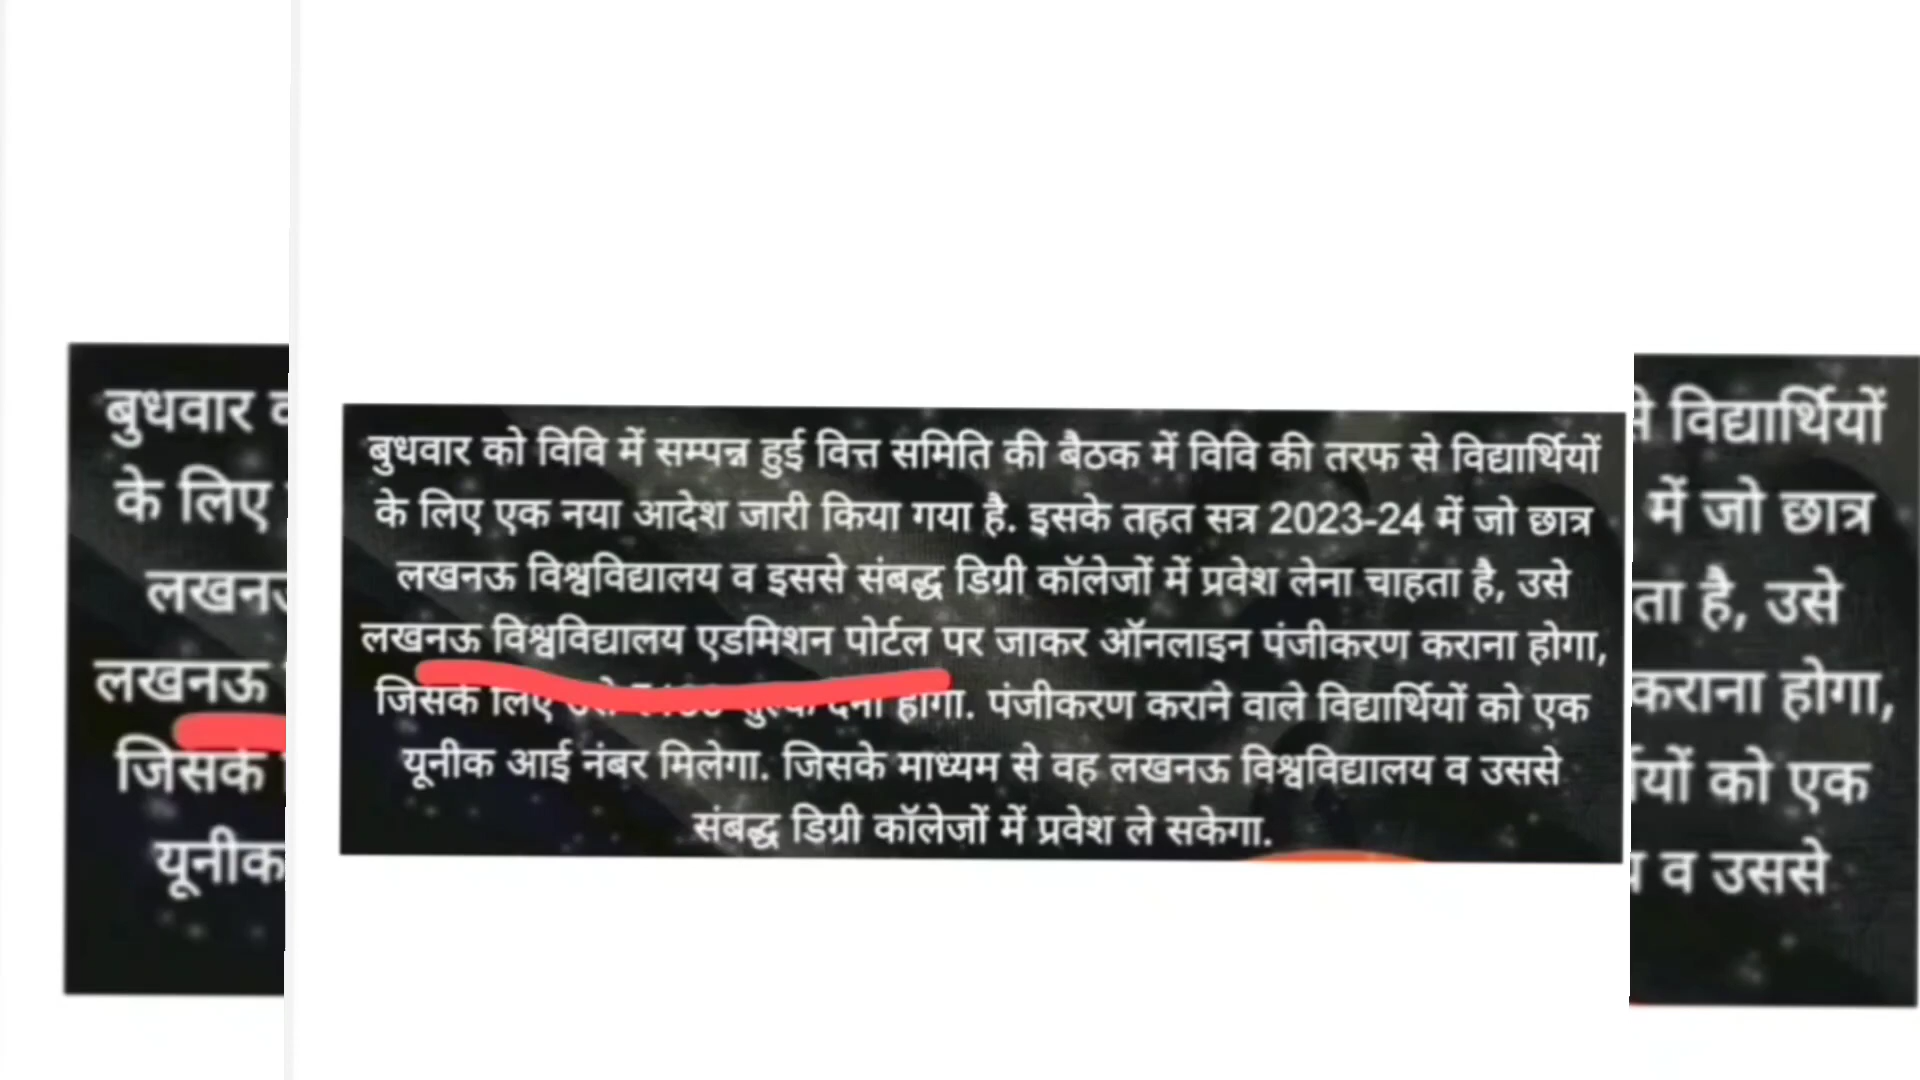 बुधवार को विवि में सम्पन्न हुई वित्त समिति की बैठक में विवि की तरफ से विद्यार्थियों
के लिए एक नया आदेश जारी किया गया है. इसके तहत सत्र 2023-24 में जो छात्र
लखनऊ विश्वविद्यालय व इससे संबद्ध डिग्री कॉलेजों में प्रवेश लेना चाहता है, उसे
लखनऊ विश्वविद्यालय एडमिशन पोर्टल पर जाकर ऑनलाइन पंजीकरण कराना होगा,
जिसके लिए देना होगा. पंजीकरण कराने वाले विद्यार्थियों को एक
यूनीक आई नंबर मिलेगा. जिसके माध्यम से वह लखनऊ विश्वविद्यालय व उससे
संबद्ध डिग्री कॉलेजों में प्रवेश ले सकेगा.
बुधवार
के लिए
लखनऊ
जिसके
यूनीक
विद्यार्थियों
में जो छात्र
है, उसे
कराना होगा,
को एक
व उससे